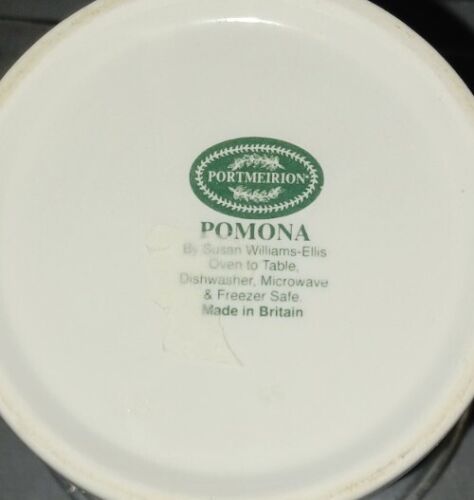 PORTMEIRION®
POMONA
By Susan Williams-Ellis
Oven to Table,
Dishwasher, Microwave
& Freezer Safe.
Made in Britain